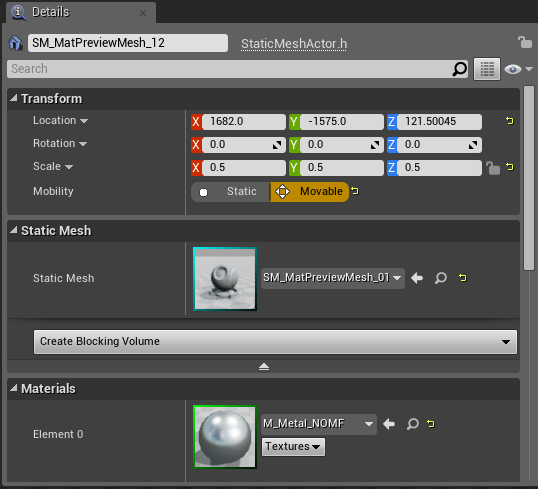 Details
SM_MatPreviewMesh_12 StaticMeshActor.h
Search
Transform
Location X 1682.0 Y -1575.0 Z 121.50045
Rotation X 0.0 Y 0.0 Z 0.0
Scale X 0.5 Y 0.5 Z 0.5
Mobility Static Movable
Static Mesh
Static Mesh SM_MatPreviewMesh_01
Create Blocking Volume
Materials
Element 0 M_Metal_NOMF
Textures